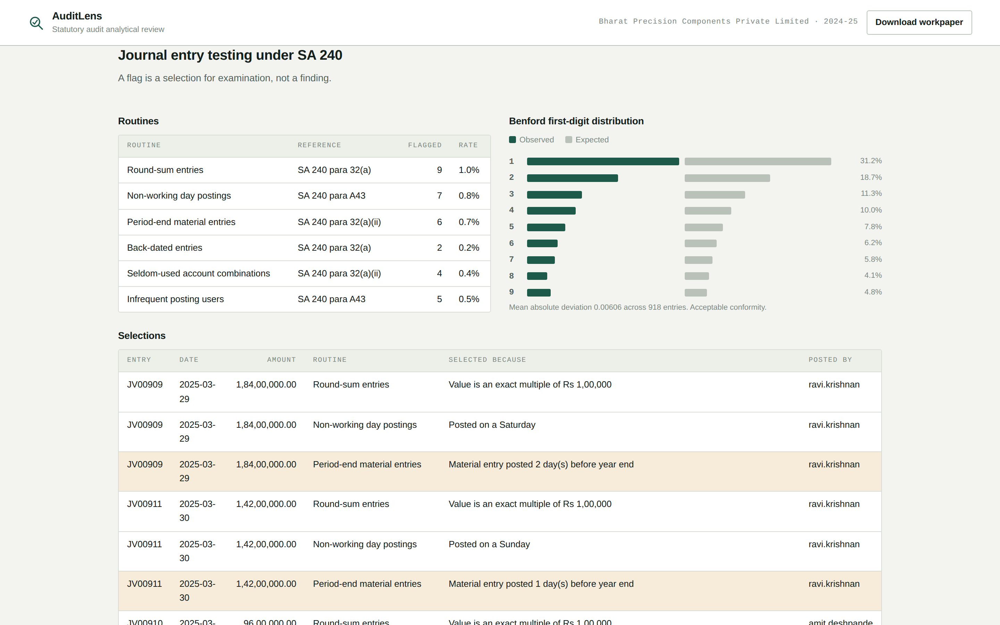 AuditLens
Statutory audit analytical review
Bharat Precision Components Private Limited · 2024-25
Download workpaper
Journal entry testing under SA 240
A flag is a selection for examination, not a finding.
Routines
ROUTINE REFERENCE FLAGGED RATE
Round-sum entries SA 240 para 32(a) 9 1.0%
Non-working day postings SA 240 para A43 7 0.8%
Period-end material entries SA 240 para 32(a)(ii) 6 0.7%
Back-dated entries SA 240 para 32(a) 2 0.2%
Seldom-used account combinations SA 240 para 32(a)(ii) 4 0.4%
Infrequent posting users SA 240 para A43 5 0.5%
Benford first-digit distribution
Observed Expected
1 31.2%
2 18.7%
3 11.3%
4 10.0%
5 7.8%
6 6.2%
7 5.8%
8 4.1%
9 4.8%
Mean absolute deviation 0.00606 across 918 entries. Acceptable conformity.
Selections
ENTRY DATE AMOUNT ROUTINE SELECTED BECAUSE POSTED BY
JV00909 2025-03- 1,84,00,000.00 Round-sum entries Value is an exact multiple of Rs 1,00,000 ravi.krishnan
29
JV00909 2025-03- 1,84,00,000.00 Non-working day postings Posted on a Saturday ravi.krishnan
29
JV00909 2025-03- 1,84,00,000.00 Period-end material entries Material entry posted 2 day(s) before year end ravi.krishnan
29
JV00911 2025-03- 1,42,00,000.00 Round-sum entries Value is an exact multiple of Rs 1,00,000 ravi.krishnan
30
JV00911 2025-03- 1,42,00,000.00 Non-working day postings Posted on a Sunday ravi.krishnan
30
JV00911 2025-03- 1,42,00,000.00 Period-end material entries Material entry posted 1 day(s) before year end ravi.krishnan
30
JV00910 2025-03- 96,00,000.00 Round-sum entries Value is an exact multiple of Rs 1,00,000 amit.deshpande